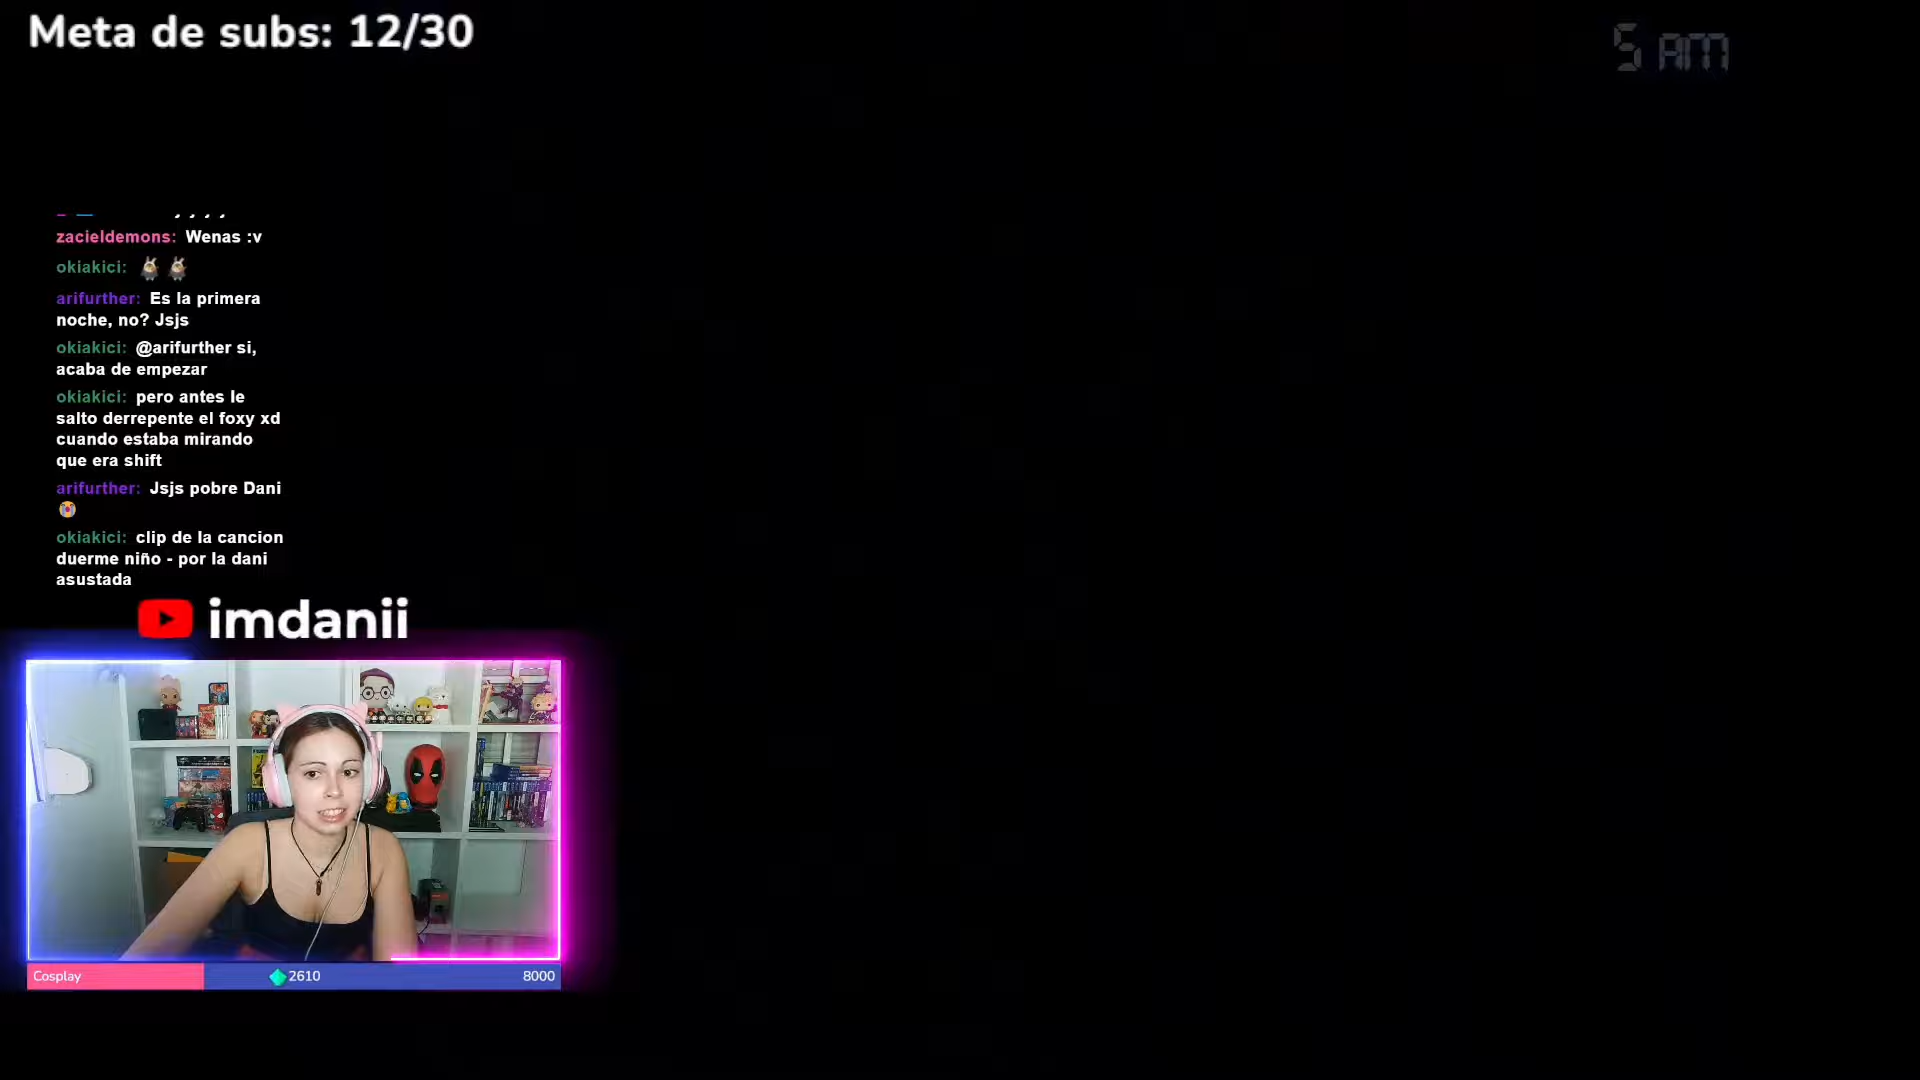 Meta de subs: 12/30
5 AM
zacieldemons: Wenas :v
okiakici:
arifurther: Es la primera
noche, no? Jsjs
okiakici: @arifurther si,
acaba de empezar
okiakici: pero antes le
salto derrepente el foxy xd
cuando estaba mirando
que era shift
arifurther: Jsjs pobre Dani
okiakici: clip de la cancion
duerme niño - por la dani
asustada
imdanii
Cosplay 2610 8000